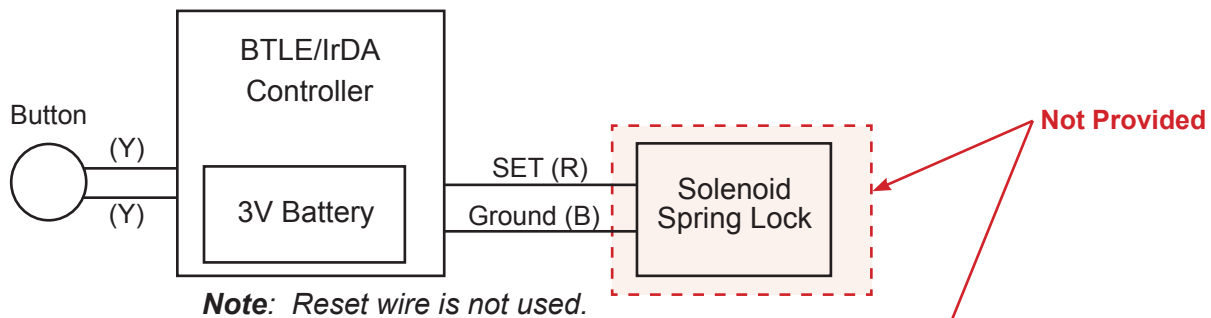 BTLE/IrDA
Controller
Button
(Y)
(Y)
3V Battery
SET (R)
Ground (B)
Solenoid
Spring Lock
Not Provided
Note: Reset wire is not used.